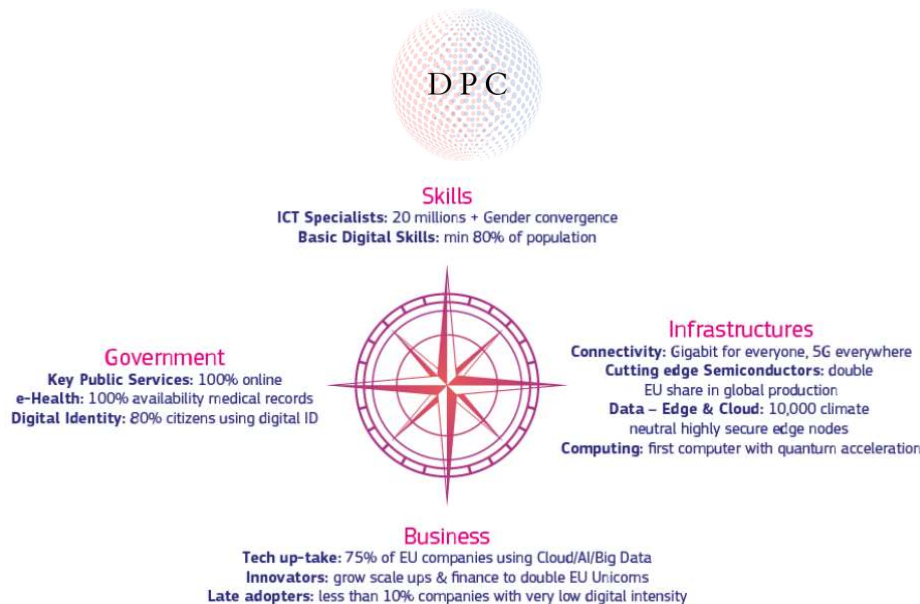 DPC
Skills
ICT Specialists: 20 millions + Gender convergence
Basic Digital Skills: min 80% of population
Government
Key Public Services: 100% online
e-Health: 100% availability medical records
Digital Identity: 80% citizens using digital ID
Infrastructures
Connectivity: Gigabit for everyone, 5G everywhere
Cutting edge Semiconductors: double
EU share in global production
Data – Edge & Cloud: 10,000 climate
neutral highly secure edge nodes
Computing: first computer with quantum acceleration
Business
Tech up-take: 75% of EU companies using Cloud/AI/Big Data
Innovators: grow scale ups & finance to double EU Unicorns
Late adopters: less than 10% companies with very low digital intensity